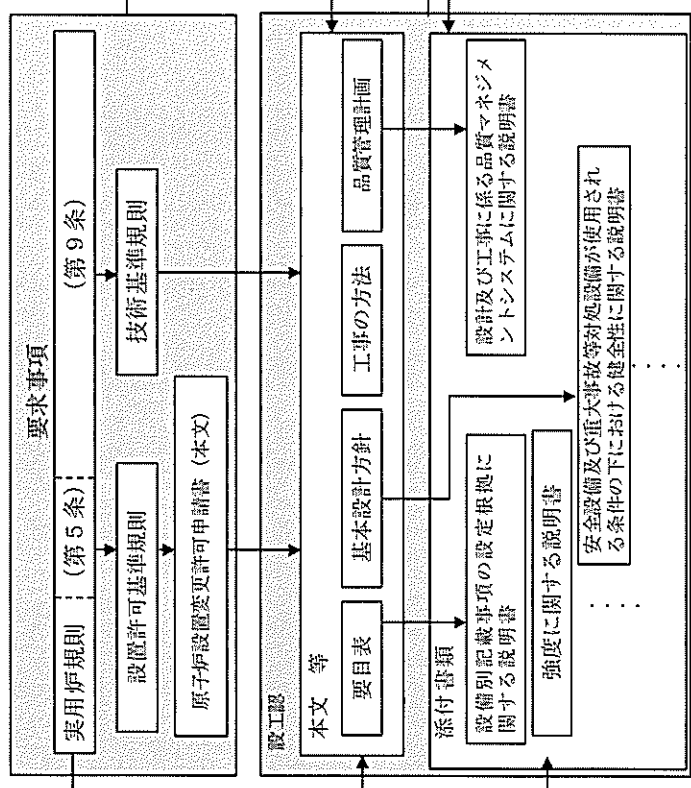 要求事項
実用炉規則
(第5条)
(第9条)
設置許可基準規則
技術基準規則
原子炉設置変更許可申請書 (本文)
設工認
本文 等
要目表
基本設計方針
工事の方法
品質管理計画
添付書類
設備別記載事項の設定根拠に
関する説明書
強度に関する説明書
・・・・
設計及び工事に係る品質マネジメ
ントシステムに関する説明書
安全設備及び重大事故等対処設備が使用され
る条件の下における健全性に関する説明書
・・・・